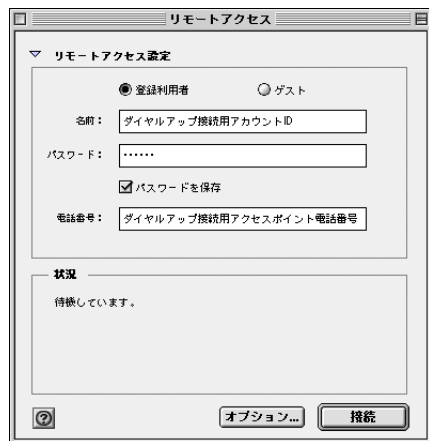 リモートアクセス
リモートアクセス設定
登録利用者 ゲスト
名前： ダイヤルアップ接続用アカウントID
パスワード： ••••••
パスワードを保存
電話番号： ダイヤルアップ接続用アクセスポイント電話番号
状況
待機しています。
? オプション... 接続